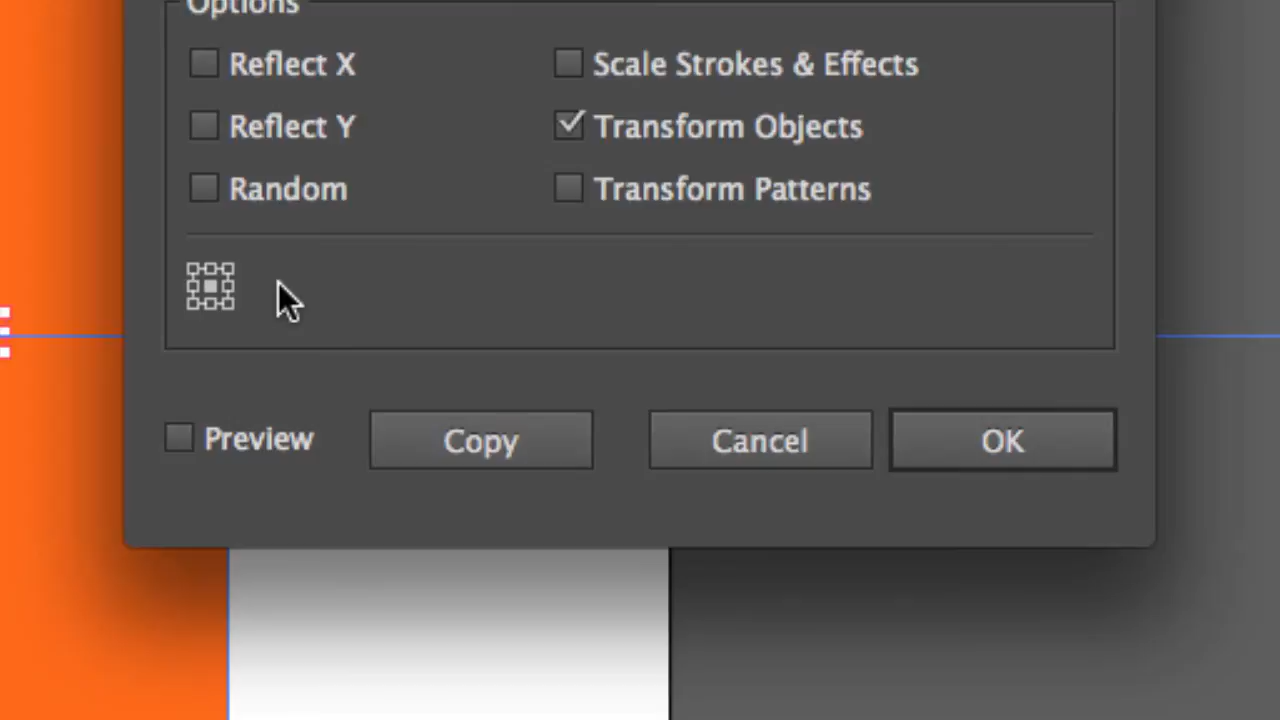 Options
Reflect X
Scale Strokes & Effects
Reflect Y
Transform Objects
Random
Transform Patterns
Preview
Copy
Cancel
OK